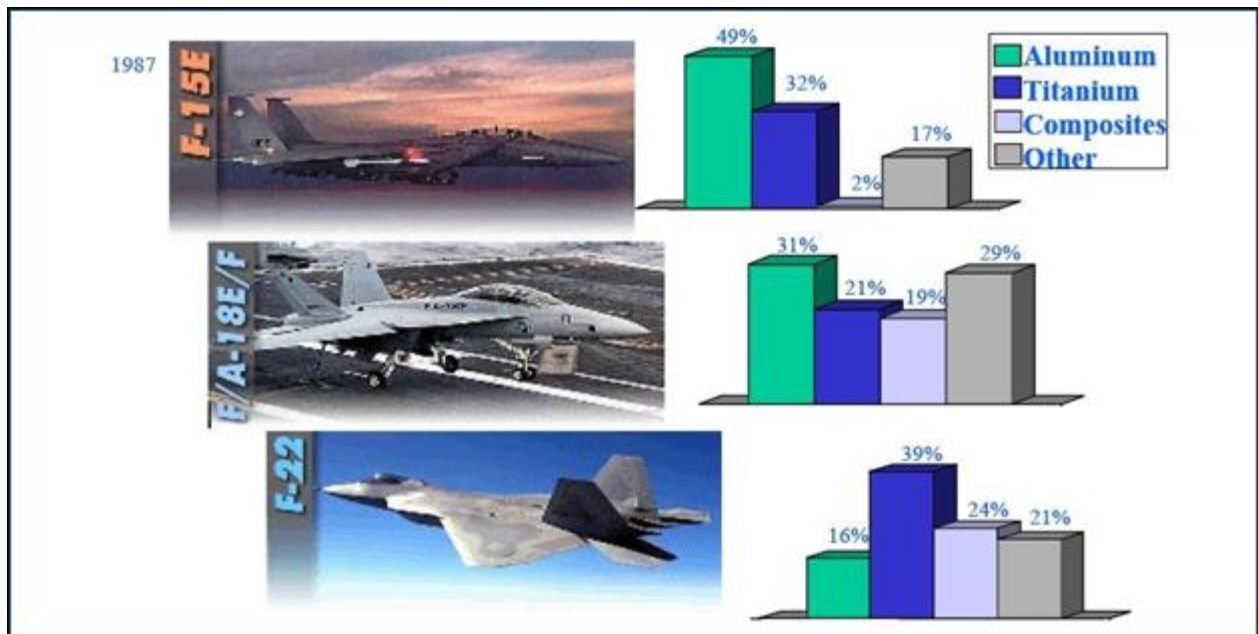 1987
F-15E
49%
32%
2%
17%
Aluminum
Titanium
Composites
Other
F/A-18E/F
31%
21%
19%
29%
F-22
16%
39%
24%
21%